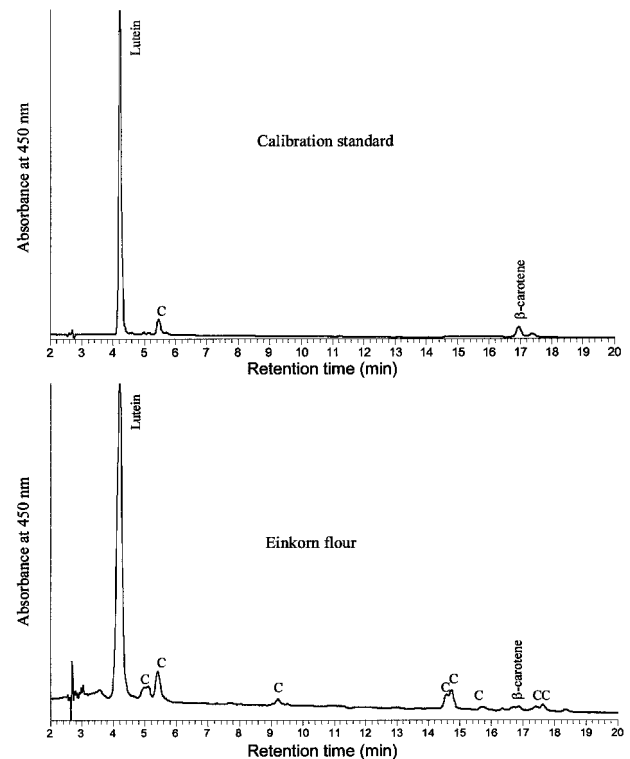 Absorbance at 450 nm
Lutein
Calibration standard
C
β-carotene
2 3 4 5 6 7 8 9 10 11 12 13 14 15 16 17 18 19 20
Retention time (min)
Absorbance at 450 nm
Lutein
Einkorn flour
C C C C C C β-carotene CC
2 3 4 5 6 7 8 9 10 11 12 13 14 15 16 17 18 19 20
Retention time (min)